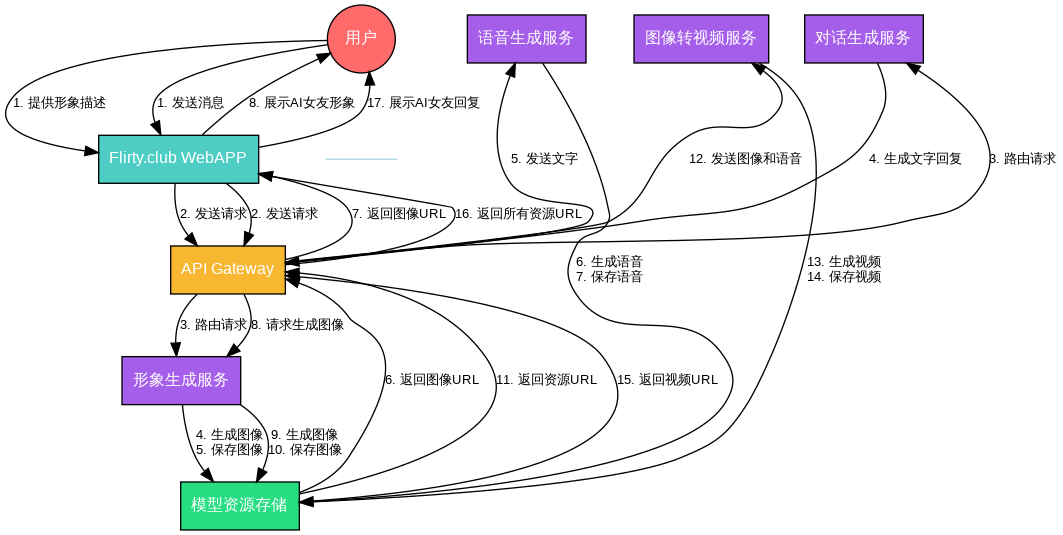 用户
语音生成服务
图像转视频服务
对话生成服务
1. 提供形象描述
1. 发送消息
8. 展示AI女友形象
17. 展示AI女友回复
Flirty.club WebAPP
5. 发送文字
12. 发送图像和语音
4. 生成文字回复
3. 路由请求
2. 发送请求
2. 发送请求
7. 返回图像URL
16. 返回所有资源URL
API Gateway
6. 生成语音
7. 保存语音
13. 生成视频
14. 保存视频
3. 路由请求
8. 请求生成图像
形象生成服务
6. 返回图像URL
11. 返回资源URL
15. 返回视频URL
4. 生成图像
5. 保存图像
9. 生成图像
10. 保存图像
模型资源存储